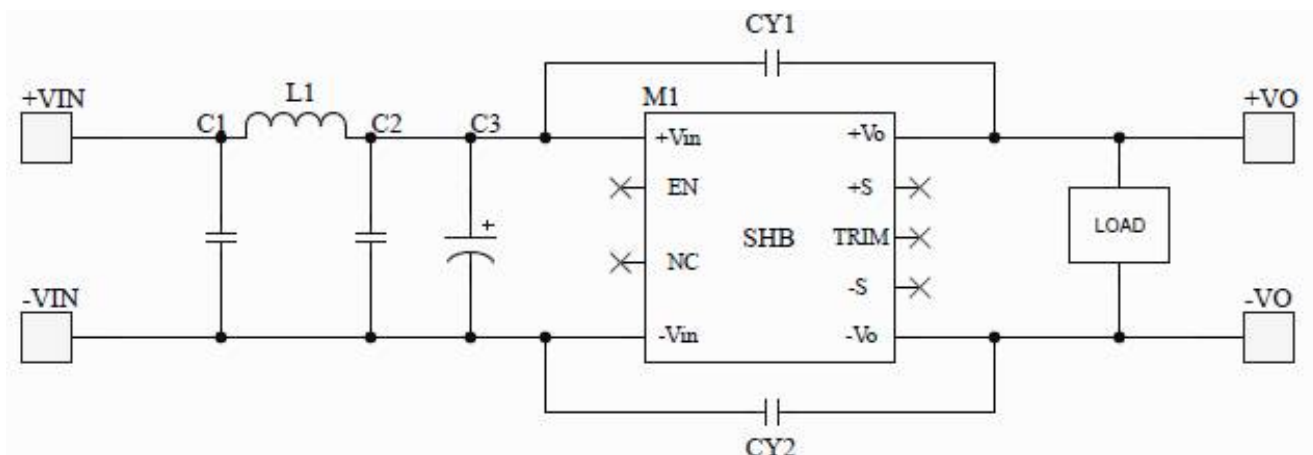 CY1
+VIN
C1
L1
C2
C3
M1
+VO
+Vin
+Vo
EN
+S
SHB
TRIM
LOAD
NC
-S
-VIN
-VO
-Vin
-Vo
+
CY2